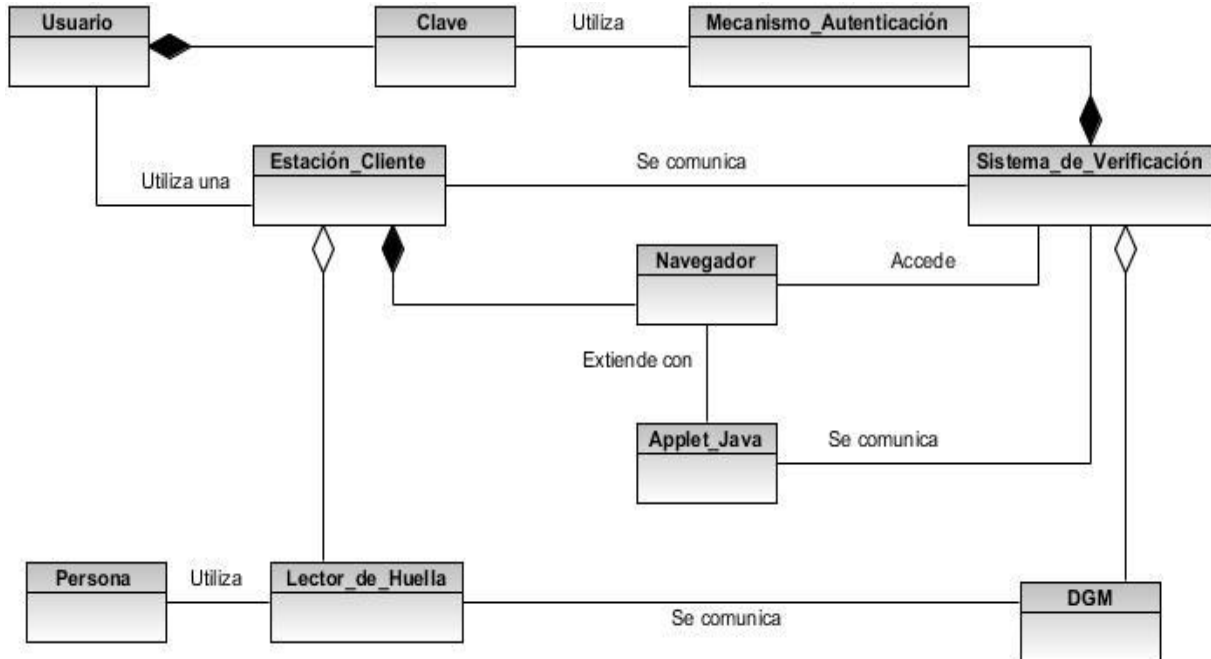 Usuario
Clave
Utiliza
Mecanismo_Autenticación
Utiliza una
Estación_Cliente
Se comunica
Sistema_de_Verificación
Navegador
Accede
Extiende con
Applet_Java
Se comunica
Persona
Utiliza
Lector_de_Huella
Se comunica
DGM